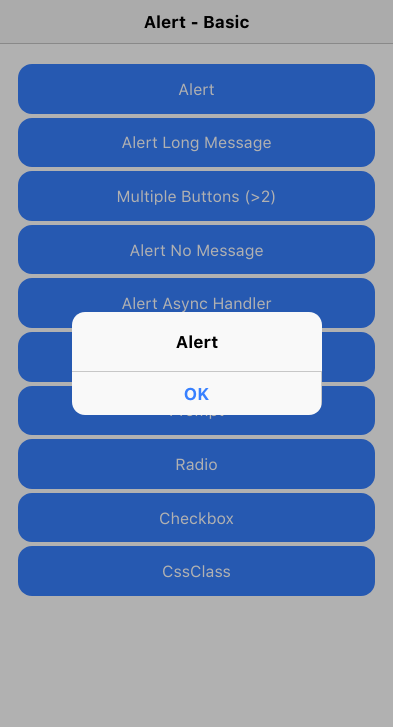 Alert - Basic
Alert
Alert Long Message
Multiple Buttons (>2)
Alert No Message
Alert Async Handler
Alert
OK
Radio
Checkbox
CssClass